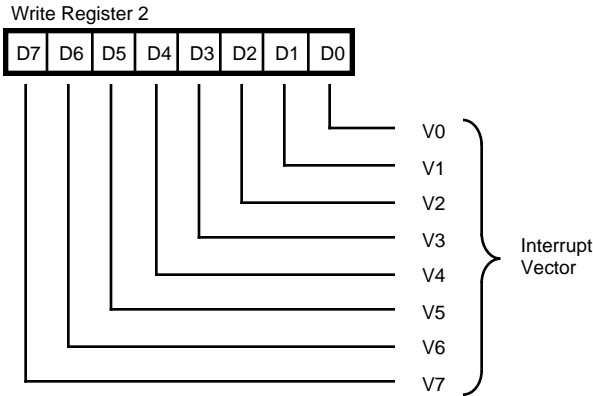 Write Register 2
D7 D6 D5 D4 D3 D2 D1 D0
V0
V1
V2
V3
V4
V5
V6
V7
Interrupt
Vector